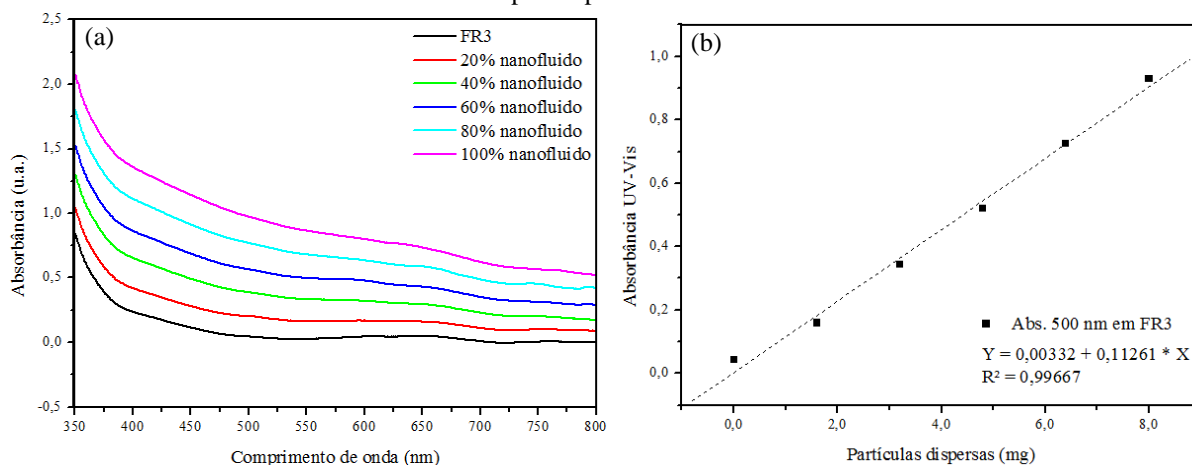 (a)
2,5
2,0
1,5
1,0
0,5
0,0
-0,5
Absorbância (u.a.)
FR3
20% nanofluido
40% nanofluido
60% nanofluido
80% nanofluido
100% nanofluido
350 400 450 500 550 600 650 700 750 800
Comprimento de onda (nm)
(b)
1,0
0,8
0,6
0,4
0,2
0,0
Absorbância UV-Vis
Abs. 500 nm em FR3
Y = 0,00332 + 0,11261 * X
R² = 0,99667
0,0 2,0 4,0 6,0 8,0
Partículas dispersas (mg)